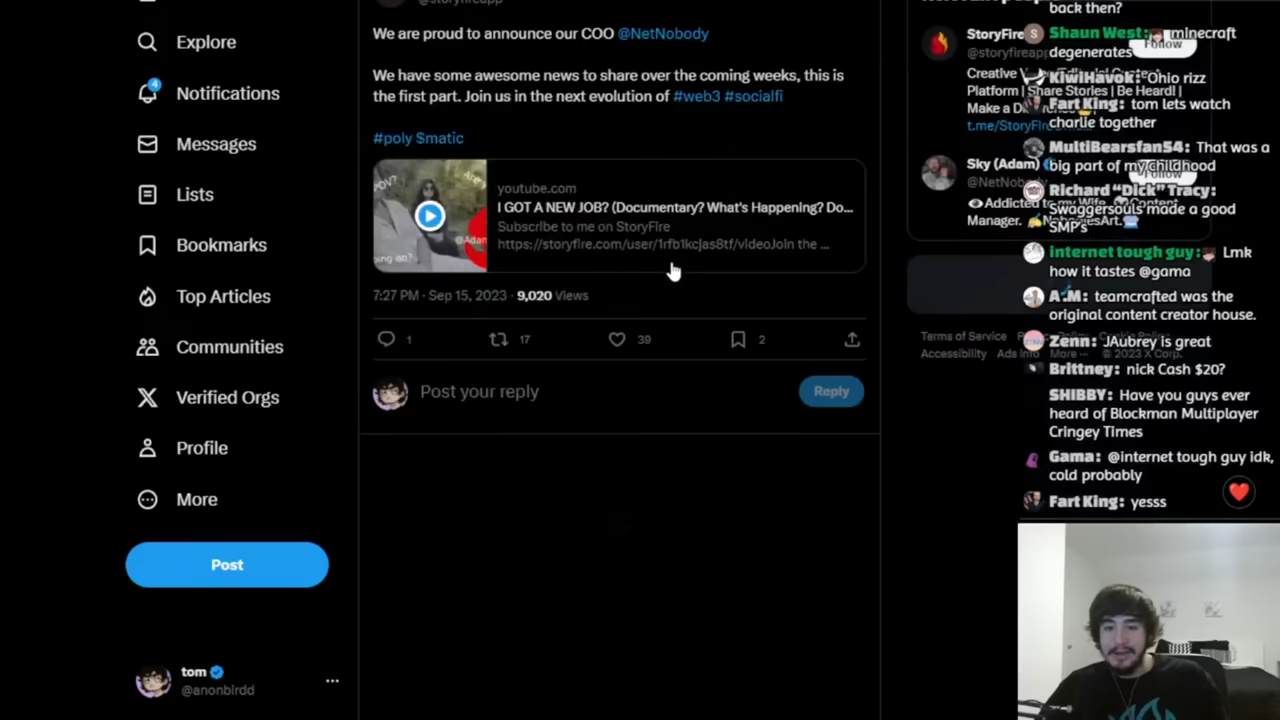 @storyfireapp
We are proud to announce our COO @NetNobody
We have some awesome news to share over the coming weeks, this is
the first part. Join us in the next evolution of #web3 #socialfi
#poly $matic
youtube.com
I GOT A NEW JOB? (Documentary? What's Happening? Do...
Subscribe to me on StoryFire
https://storyfire.com/user/1rfb1kcjas8tf/videoJoin the ...
7:27 PM · Sep 15, 2023 · 9,020 Views
1
17
39
2
Post your reply
Reply
Explore
4
Notifications
Messages
Lists
Bookmarks
Top Articles
Communities
Verified Orgs
Profile
More
Post
tom
@anonbirdd
StoryFire
@storyfireapp
Follow
Creative
Platform | Share Stories | Be Heard! |
Make a
t.me/StoryFire
Sky (Adam)
@NetNobody
Follow
Addicted to my Wife.
Manager.
Terms of Service
Accessibility Ads info More ··· © 2023 X Corp.
back then?
Shaun West: minecraft
degenerates
KiwiHavok: Ohio rizz
Fart King: tom lets watch
charlie together
MultiBearsfan54: That was a
big part of my childhood
Richard "Dick" Tracy:
Swaggersouls made a good
SMP's
internet tough guy: Lmk
how it tastes @gama
A.M: teamcrafted was the
original content creator house.
Zenn: JAubrey is great
Brittney: nick Cash $20?
SHIBBY: Have you guys ever
heard of Blockman Multiplayer
Cringey Times
Gama: @internet tough guy idk,
cold probably
Fart King: yesss